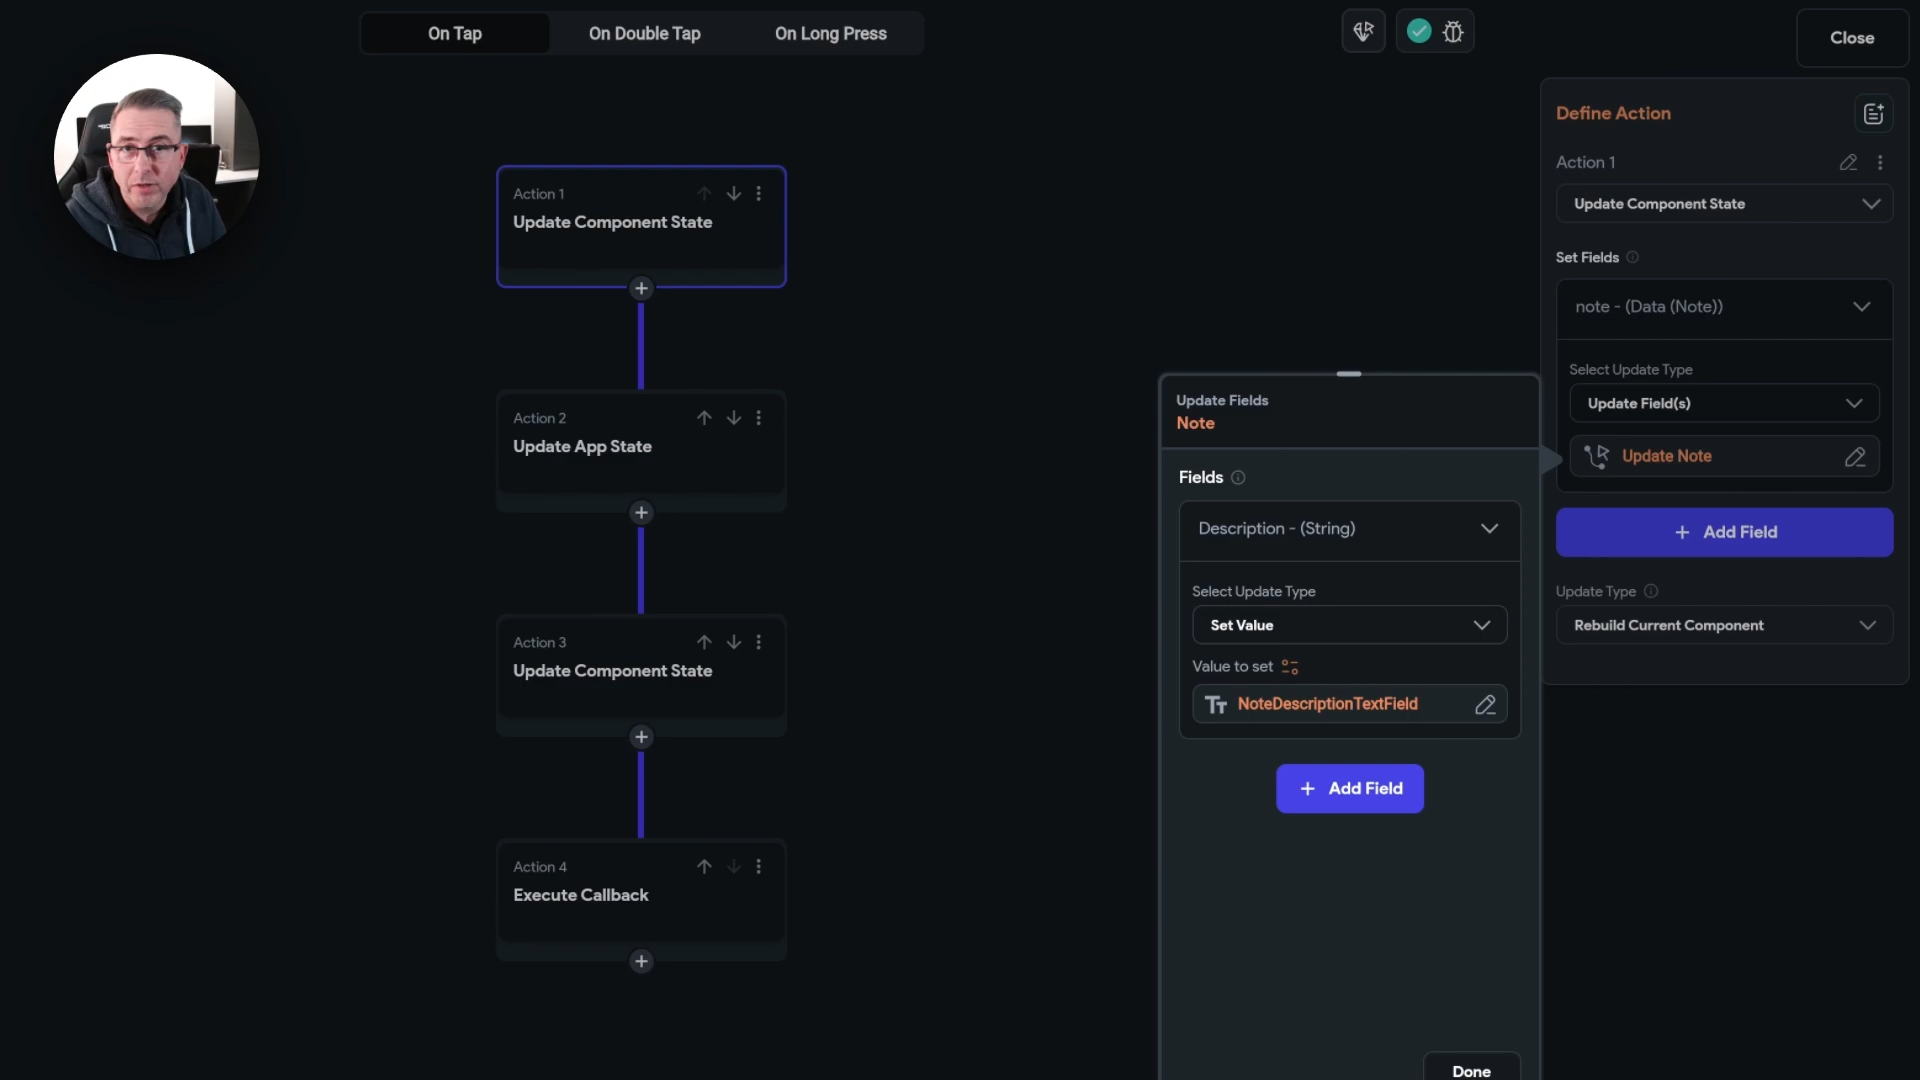 On Tap
On Double Tap
On Long Press
Close
Define Action
Action 1
Update Component State
Set Fields
note - (Data (Note))
Select Update Type
Update Field(s)
Update Note
+ Add Field
Update Type
Rebuild Current Component
Action 1
Update Component State
Action 2
Update App State
Action 3
Update Component State
Action 4
Execute Callback
Update Fields
Note
Fields
Description - (String)
Select Update Type
Set Value
Value to set
Tт NoteDescriptionTextField
+ Add Field
Done